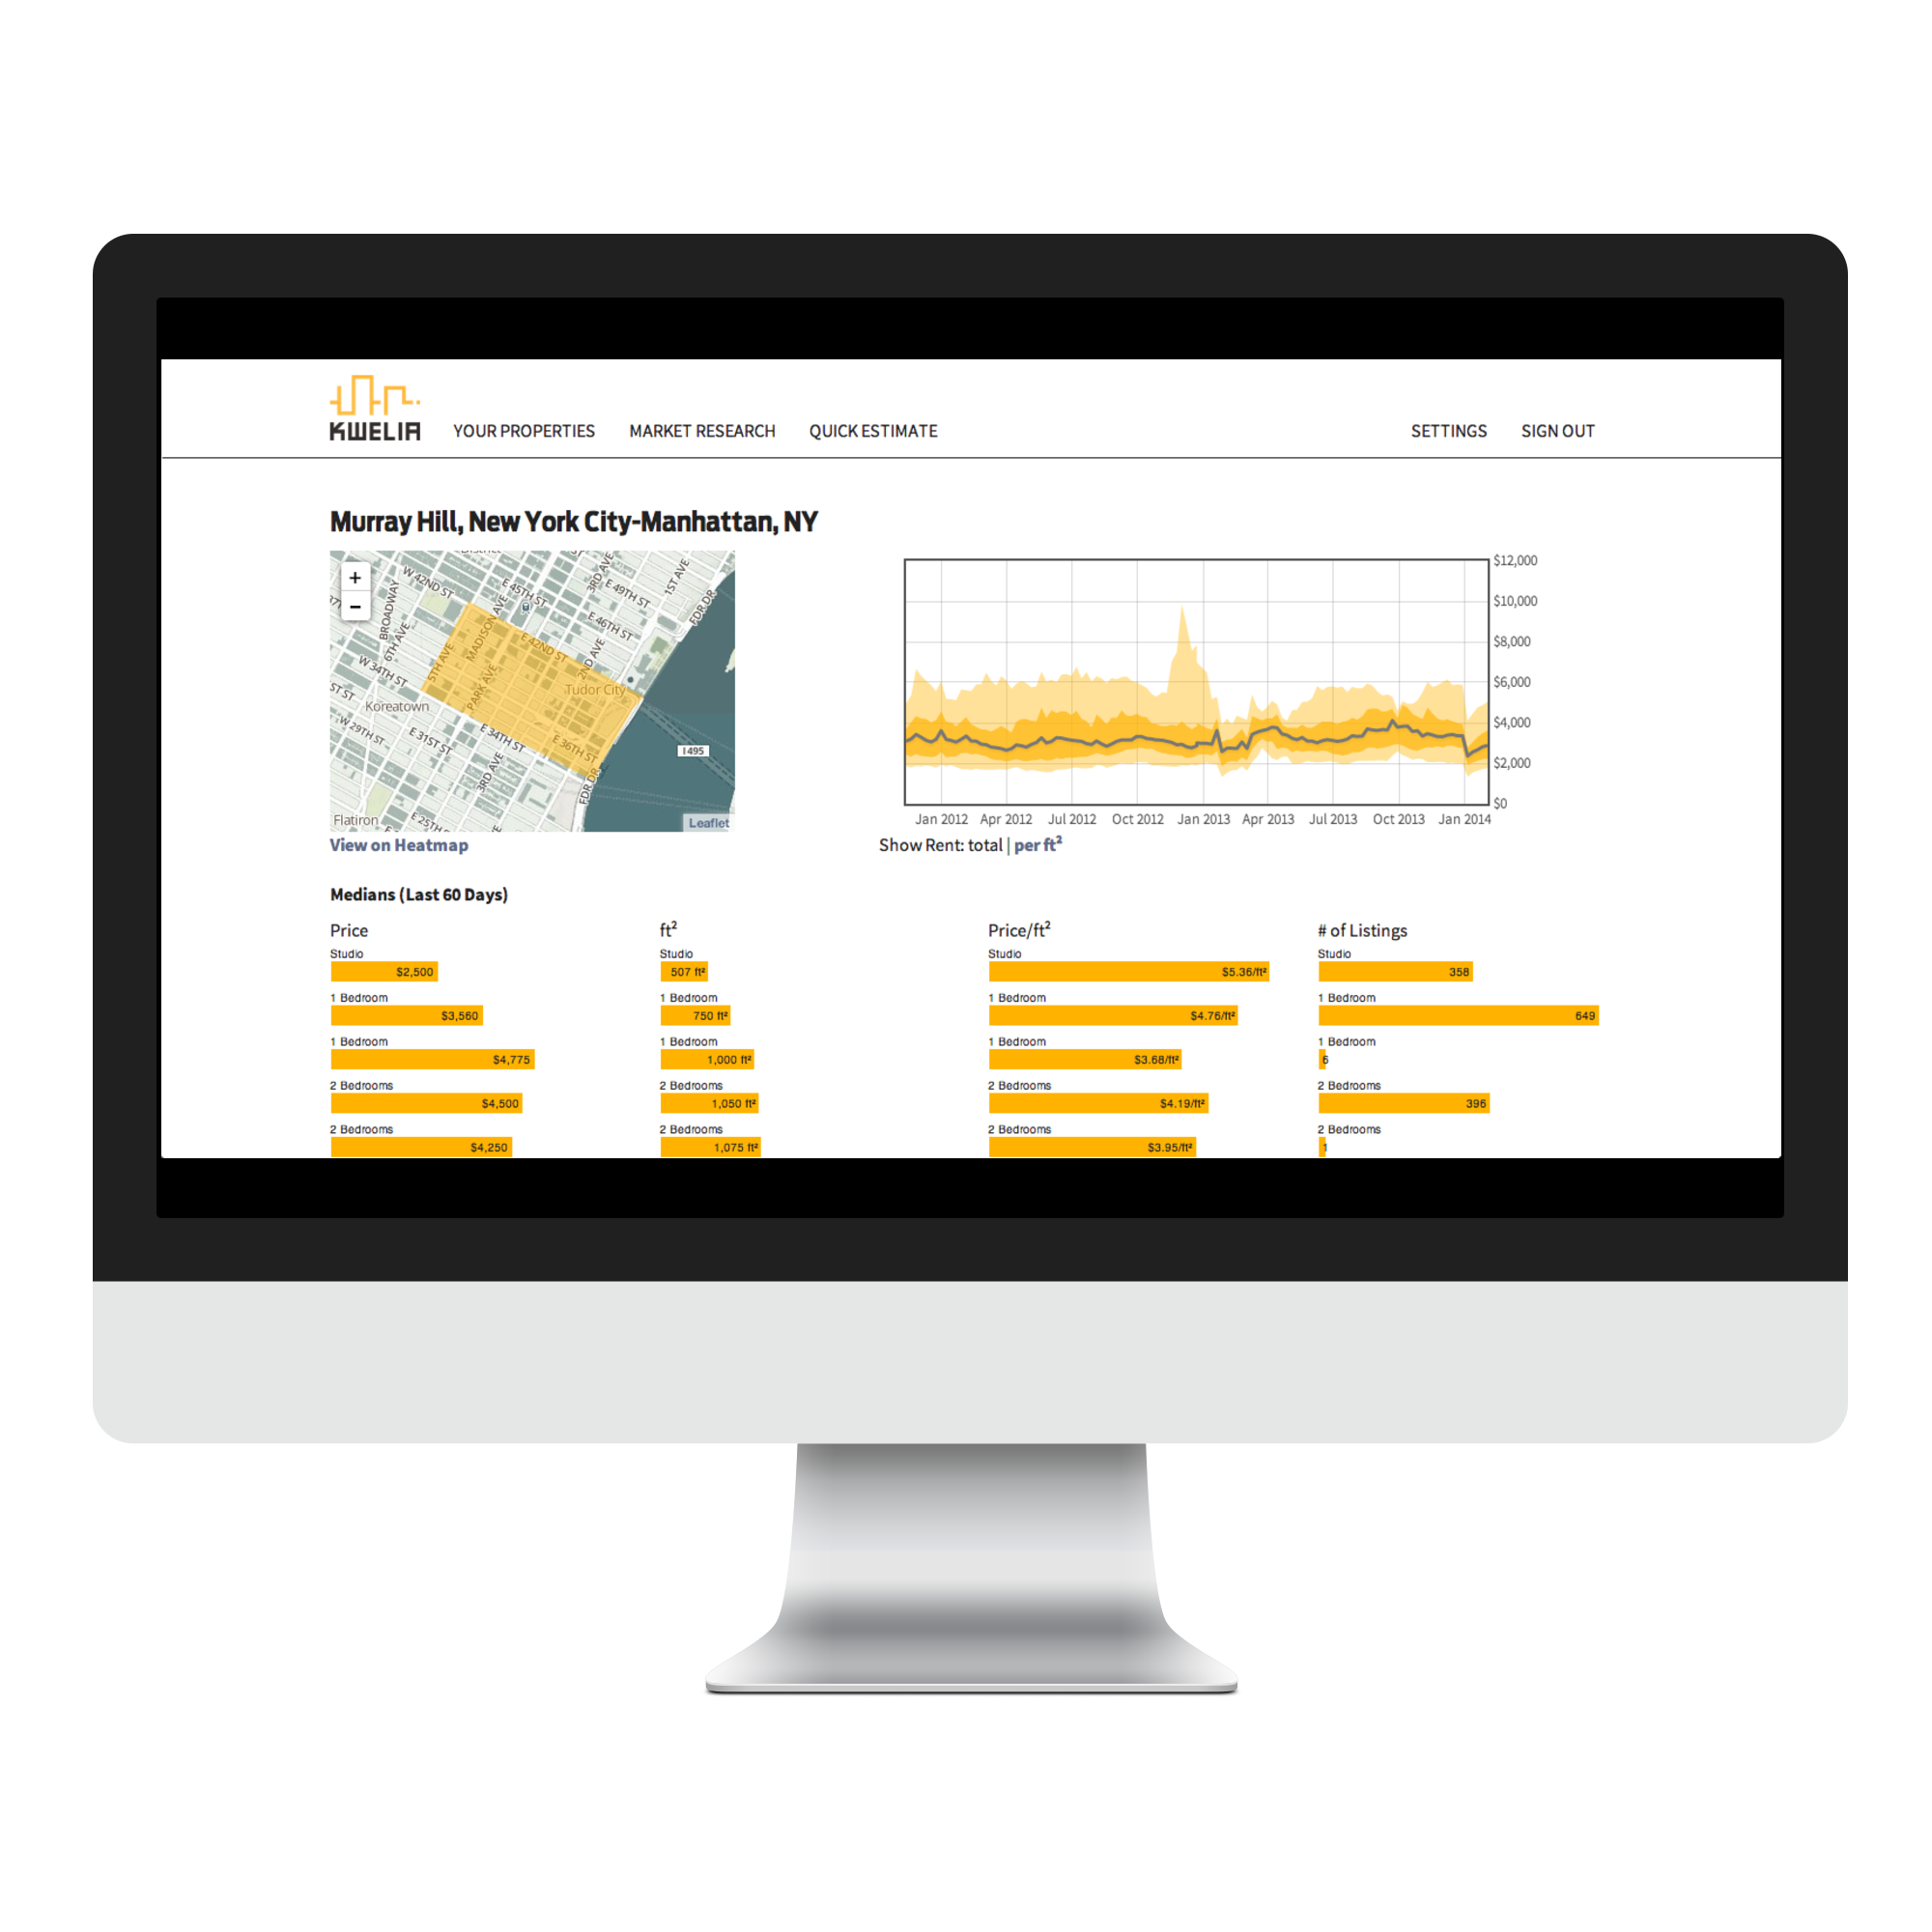 KWELIA
YOUR PROPERTIES MARKET RESEARCH QUICK ESTIMATE SETTINGS SIGN OUT
Murray Hill, New York City-Manhattan, NY
+
−
District
W 42ND ST
BROADWAY
6TH AVE
5TH AVE
MADISON AVE
PARK AVE
E 45TH ST
3RD AVE
E 49TH ST
1ST AVE
FDR DR
E 46TH ST
E 42ND ST
2ND AVE
Tudor City
W 34TH ST
Koreatown
W 29TH ST
E 31ST ST
E 34TH ST
E 36TH ST
3RD AVE
FDR DR
I 495
Flatiron
E 25TH
Leaflet
$12,000
$10,000
$8,000
$6,000
$4,000
$2,000
$0
Jan 2012 Apr 2012 Jul 2012 Oct 2012 Jan 2013 Apr 2013 Jul 2013 Oct 2013 Jan 2014
View on Heatmap
Show Rent: total | per ft²
Medians (Last 60 Days)
Price ft² Price/ft² # of Listings
Studio Studio Studio Studio
$2,500 507 ft² $5.36/ft² 358
1 Bedroom 1 Bedroom 1 Bedroom 1 Bedroom
$3,560 750 ft² $4.76/ft² 649
1 Bedroom 1 Bedroom 1 Bedroom 1 Bedroom
$4,775 1,000 ft² $3.68/ft² 6
2 Bedrooms 2 Bedrooms 2 Bedrooms 2 Bedrooms
$4,500 1,050 ft² $4.19/ft² 396
2 Bedrooms 2 Bedrooms 2 Bedrooms 2 Bedrooms
$4,250 1,075 ft² $3.95/ft² 1